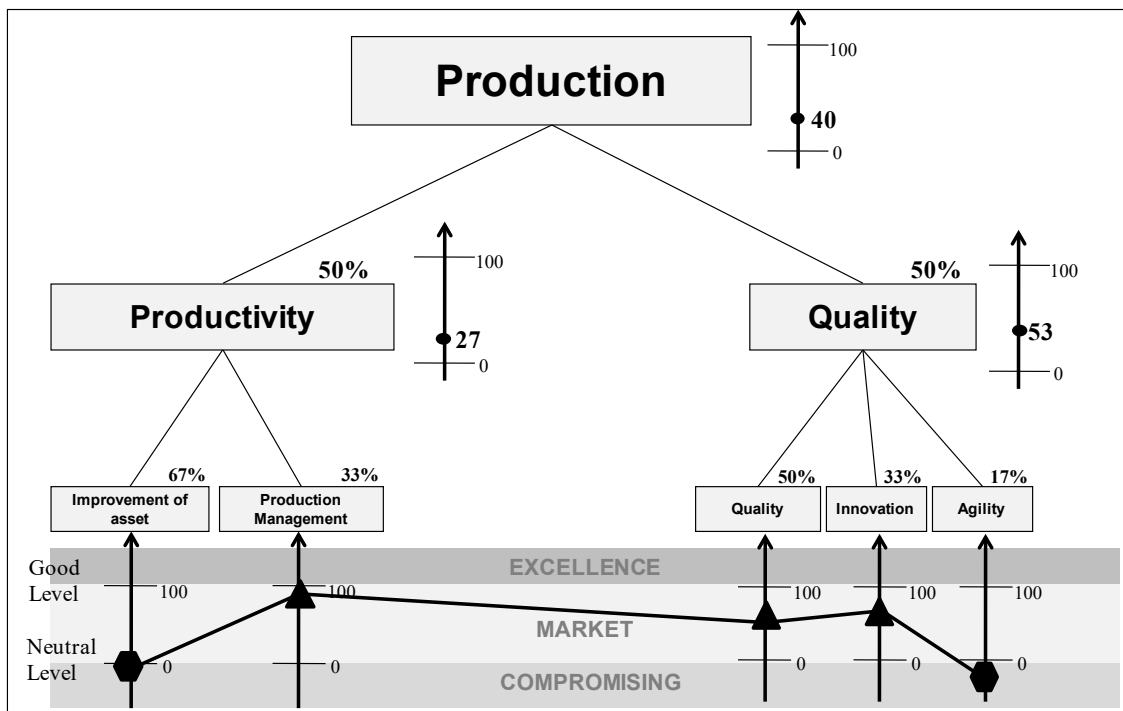 Production
100
40
0
50%
Productivity
100
27
0
50%
Quality
100
53
0
67%
Improvement of
asset
33%
Production
Management
50%
Quality
33%
Innovation
17%
Agility
EXCELLENCE
Good
Level
100
100
100
100
100
MARKET
Neutral
Level
0
0
0
0
0
COMPROMISING